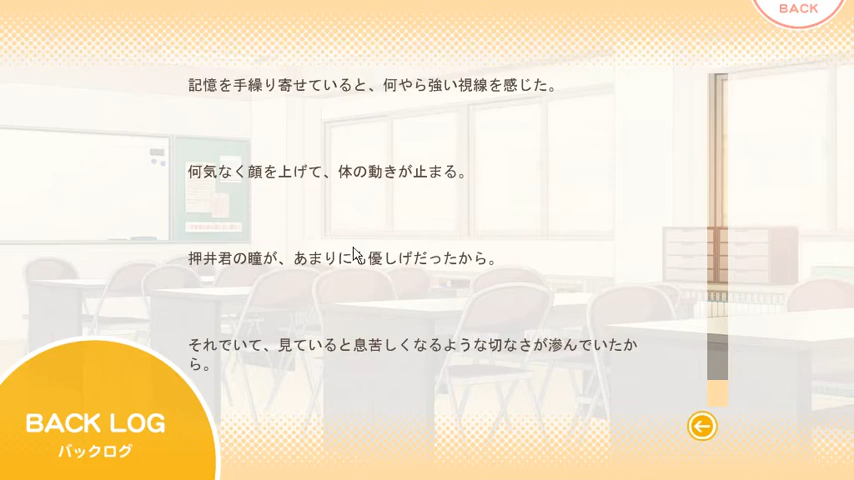 BACK
記憶を手繰り寄せていると、何やら強い視線を感じた。
何気なく顔を上げて、体の動きが止まる。
押井君の瞳が、あまりにも優しげだったから。
それでいて、見ていると息苦しくなるような切なさが滲んでいたか
ら。
BACK LOG
バックログ